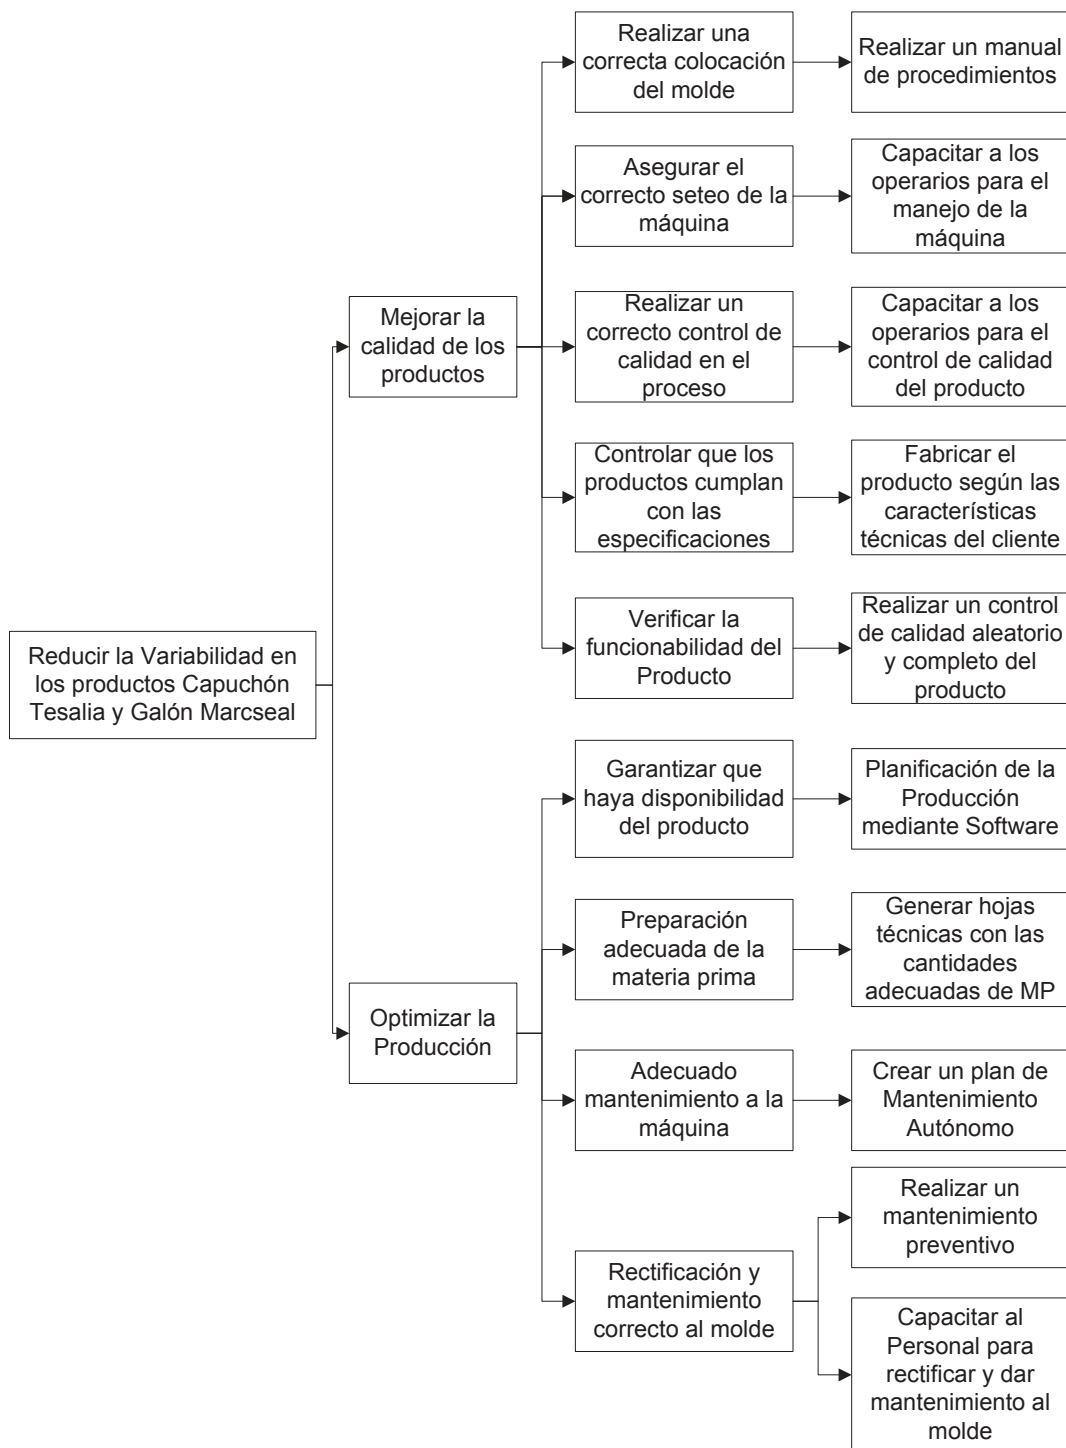 Realizar una
correcta colocación
del molde
Realizar un manual
de procedimientos
Asegurar el
correcto seteo de la
máquina
Capacitar a los
operarios para el
manejo de la
máquina
Mejorar la
calidad de los
productos
Realizar un
correcto control de
calidad en el
proceso
Capacitar a los
operarios para el
control de calidad
del producto
Controlar que los
productos cumplan
con las
especificaciones
Fabricar el
producto según las
características
técnicas del cliente
Verificar la
funcionabilidad del
Producto
Realizar un control
de calidad aleatorio
y completo del
producto
Reducir la Variabilidad en
los productos Capuchón
Tesalia y Galón Marcseal
Garantizar que
haya disponibilidad
del producto
Planificación de la
Producción
mediante Software
Preparación
adecuada de la
materia prima
Generar hojas
técnicas con las
cantidades
adecuadas de MP
Optimizar la
Producción
Adecuado
mantenimiento a la
máquina
Crear un plan de
Mantenimiento
Autónomo
Realizar un
mantenimiento
preventivo
Rectificación y
mantenimiento
correcto al molde
Capacitar al
Personal para
rectificar y dar
mantenimiento al
molde